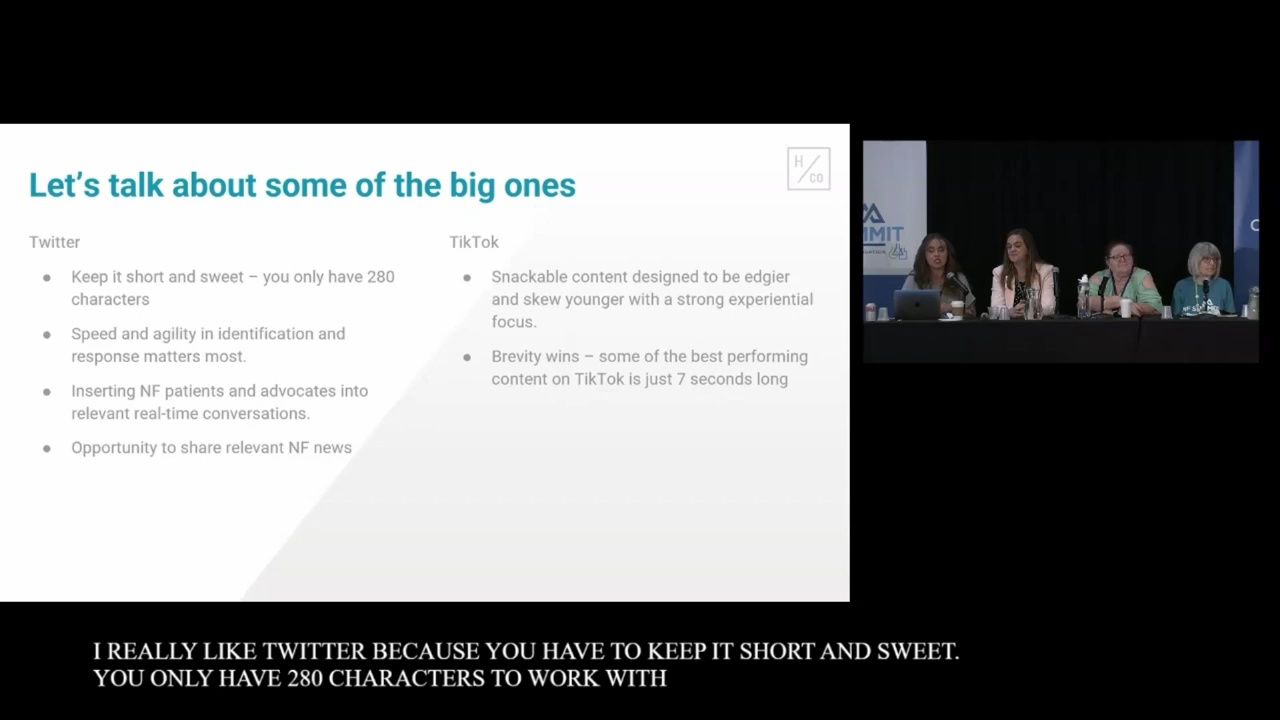 Let's talk about some of the big ones
H/CO
Twitter
● Keep it short and sweet – you only have 280
characters
● Speed and agility in identification and
response matters most.
● Inserting NF patients and advocates into
relevant real-time conversations.
● Opportunity to share relevant NF news
TikTok
● Snackable content designed to be edgier
and skew younger with a strong experiential
focus.
● Brevity wins – some of the best performing
content on TikTok is just 7 seconds long
I REALLY LIKE TWITTER BECAUSE YOU HAVE TO KEEP IT SHORT AND SWEET.
YOU ONLY HAVE 280 CHARACTERS TO WORK WITH